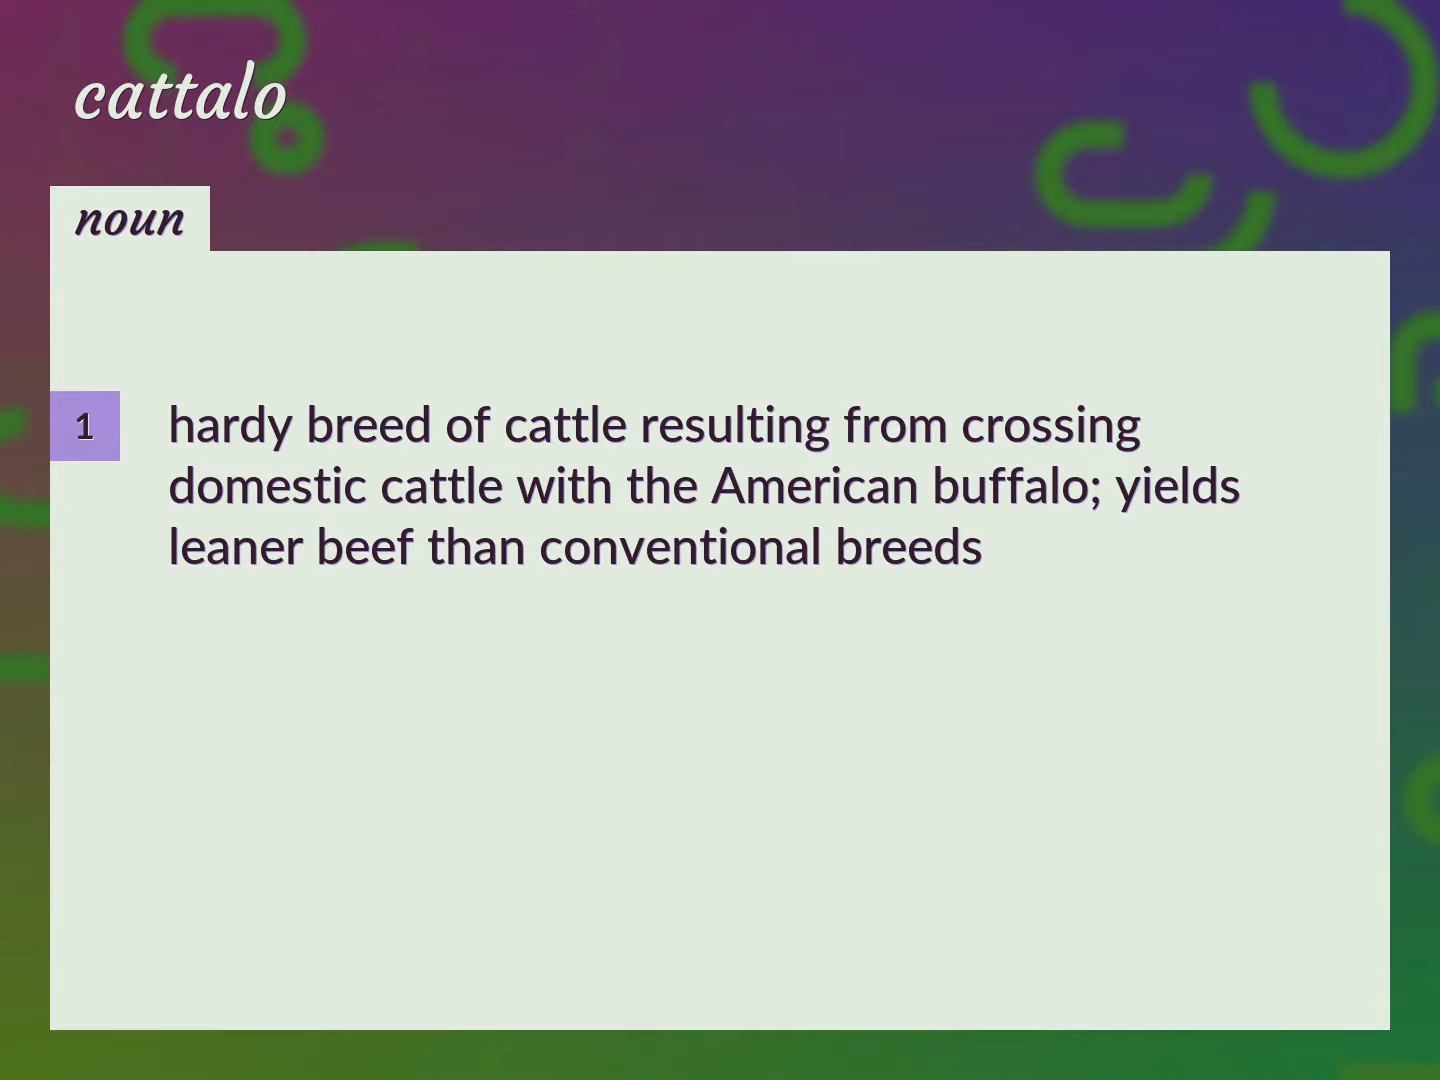 cattalo
noun
1
hardy breed of cattle resulting from crossing
domestic cattle with the American buffalo; yields
leaner beef than conventional breeds